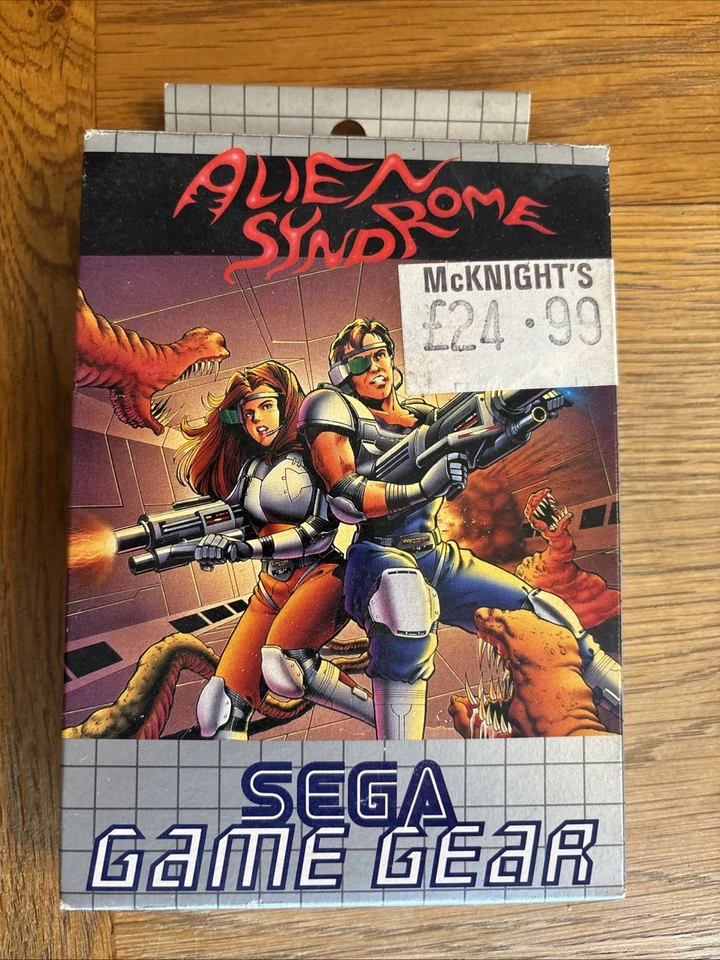 ALIEN
SYNDROME
McKNIGHT'S
£24.99
SEGA
GAME GEAR